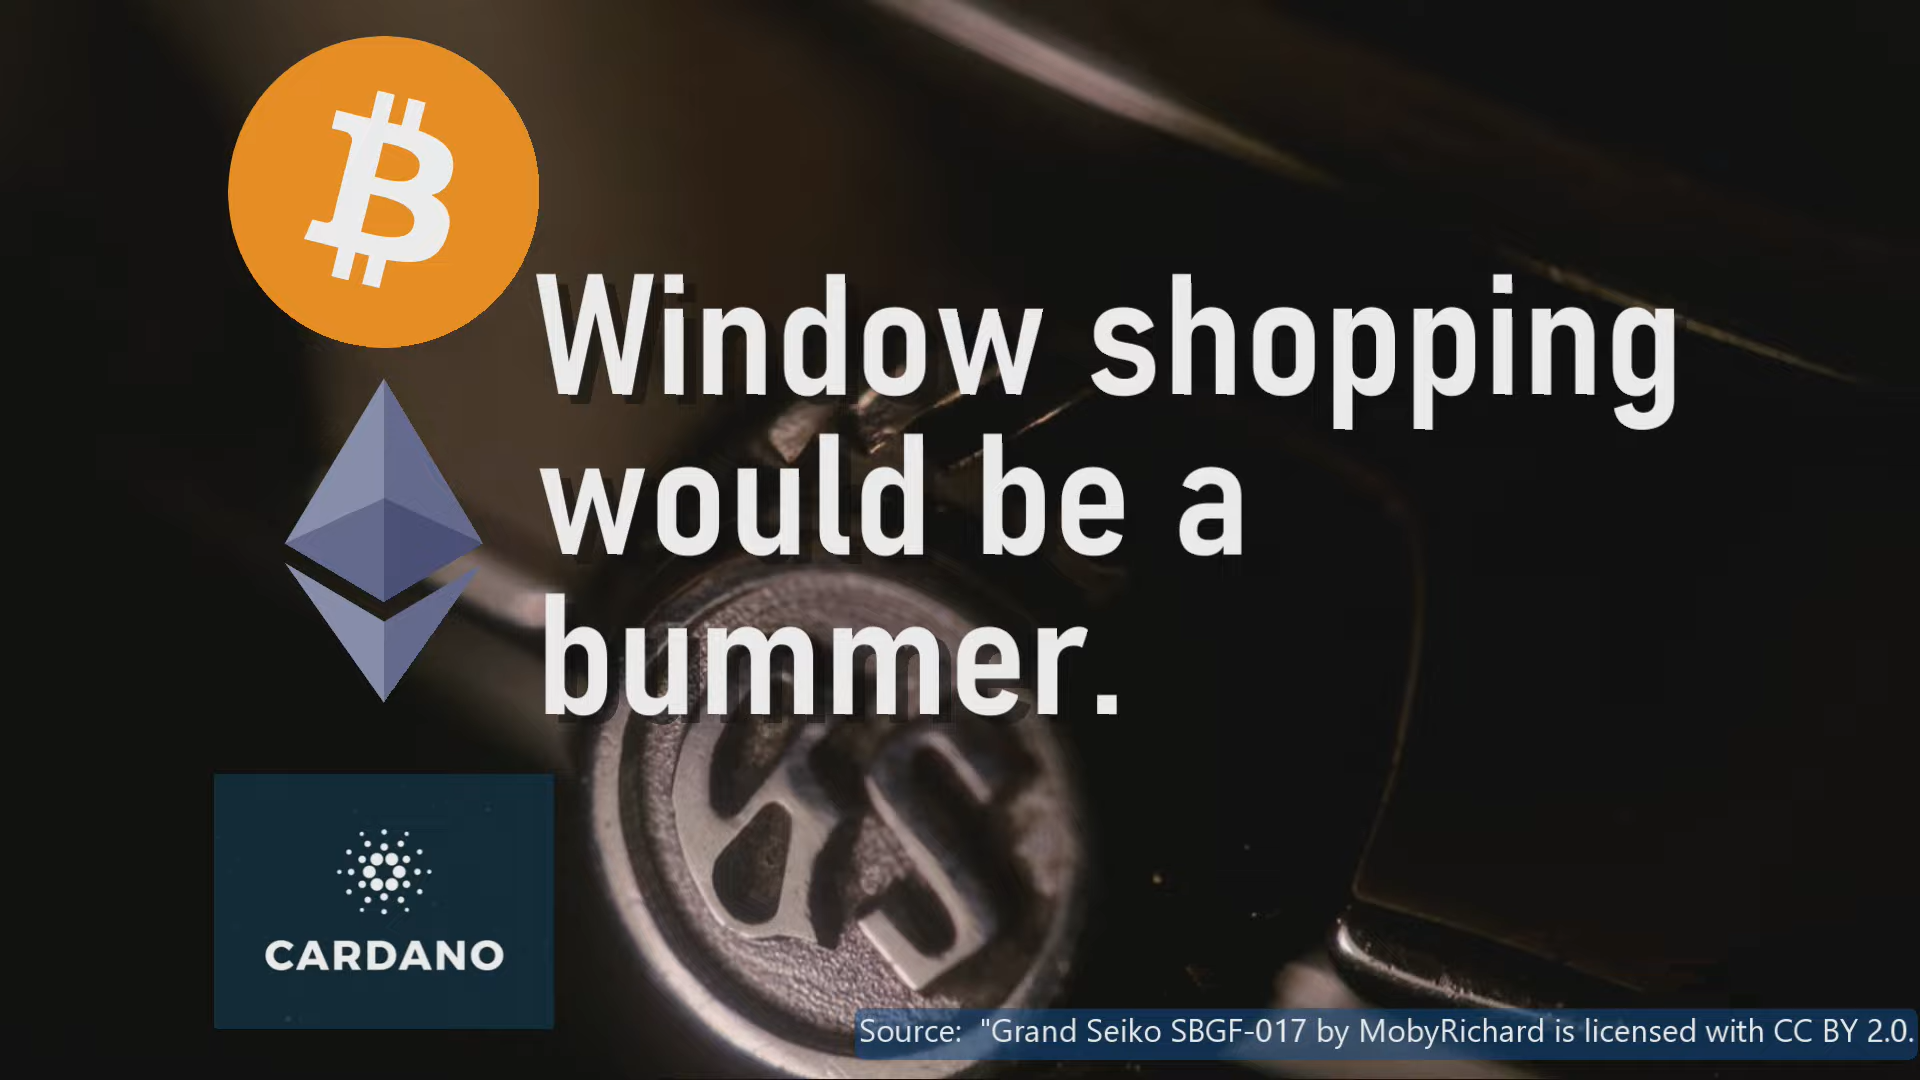 Window shopping
would be a
bummer.
CARDANO
GS
Source:  "Grand Seiko SBGF-017 by MobyRichard is licensed with CC BY 2.0.